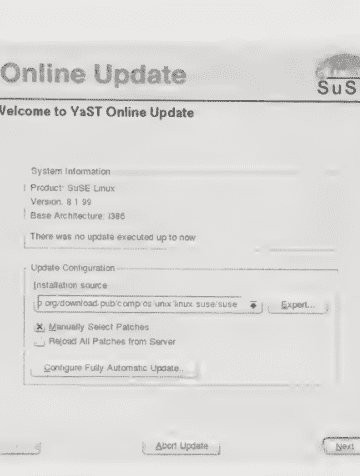 Online Update
SuS
Welcome to YaST Online Update
System Information
Product: SuSE Linux
Version: 8.1.99
Base Architecture: i386
There was no update executed up to now
Update Configuration
Installation source
p.org/download/pub/comp/os/unix/linux/suse/suse
Expert...
Manually Select Patches
Reload All Patches from Server
Configure Fully Automatic Update...
Abort Update
Next